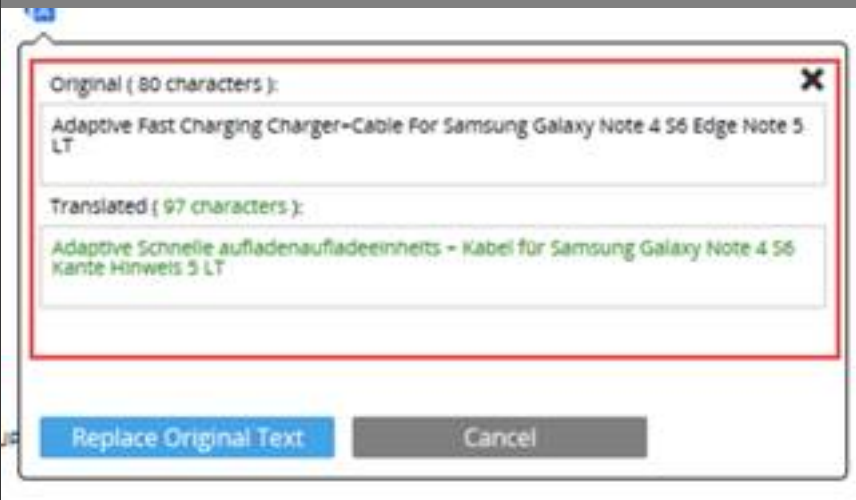 Original ( 80 characters ):
Adaptive Fast Charging Charger+Cable For Samsung Galaxy Note 4 S6 Edge Note 5
LT
Translated ( 97 characters ):
Adaptive Schnelle aufladenaufladeeinheits + Kabel für Samsung Galaxy Note 4 S6
Kante Hinweis 5 LT
Replace Original Text
Cancel